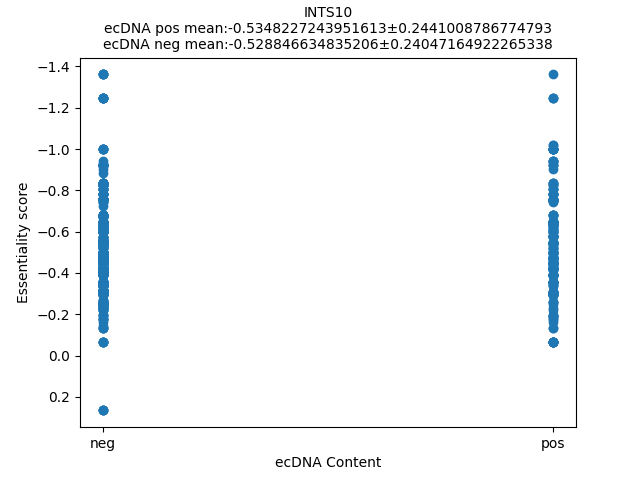 INTS10
ecDNA pos mean:-0.5348227243951613±0.2441008786774793
ecDNA neg mean:-0.528846634835206±0.24047164922265338
−1.4
−1.2
−1.0
−0.8
−0.6
−0.4
−0.2
0.0
0.2
Essentiality score
neg
pos
ecDNA Content